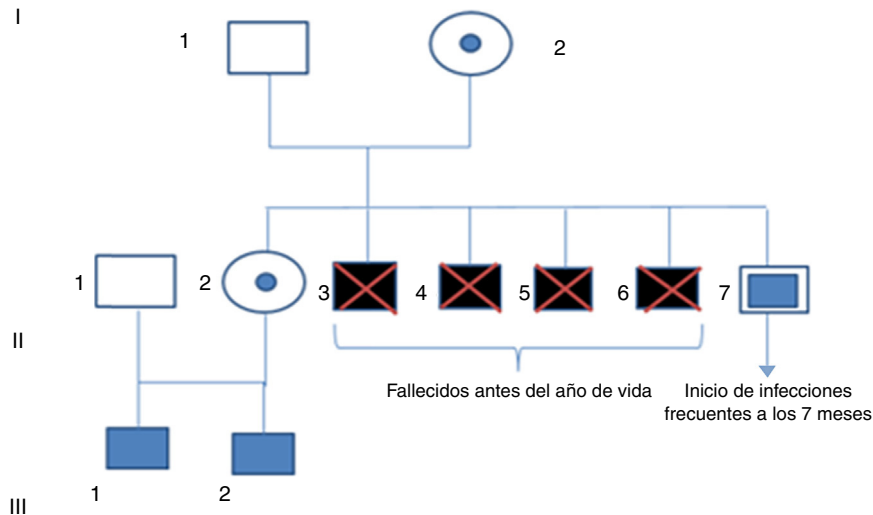 I
1
2
1
2
3
4
5
6
7
II
Fallecidos antes del año de vida
Inicio de infecciones
frecuentes a los 7 meses
1
2
III